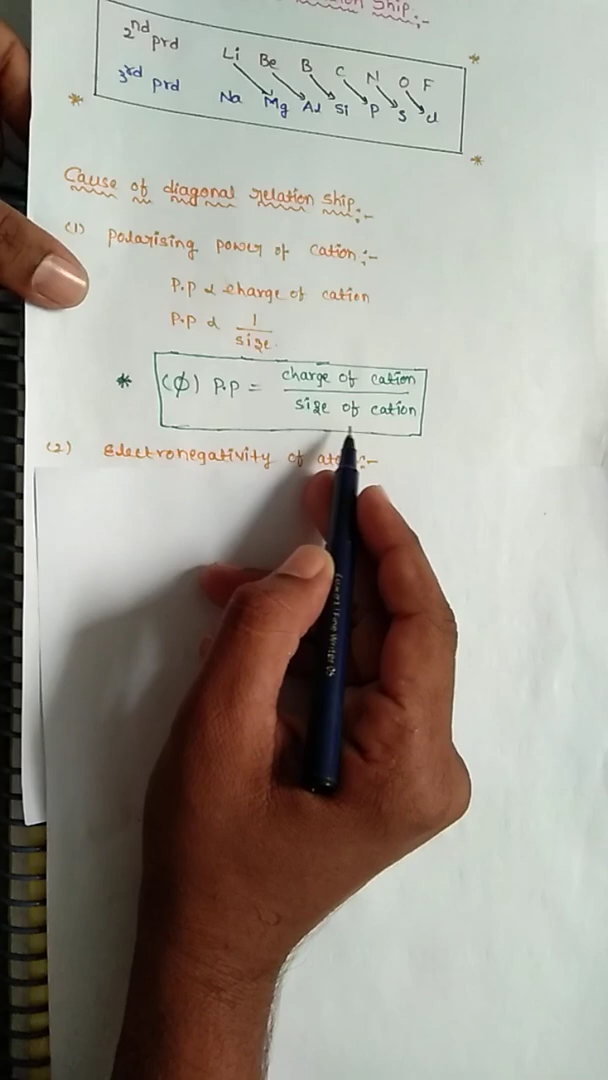 Ship:-
2nd prd Li Be B C N O F
3rd prd Na Mg Al Si P S Cl
Cause of diagonal relation ship:-
(1) Polarising power of cation:-
P.P α charge of cation
P.P α 1/size
* (φ) P.P = charge of cation/size of cation
(2) Electronegativity of ato :-